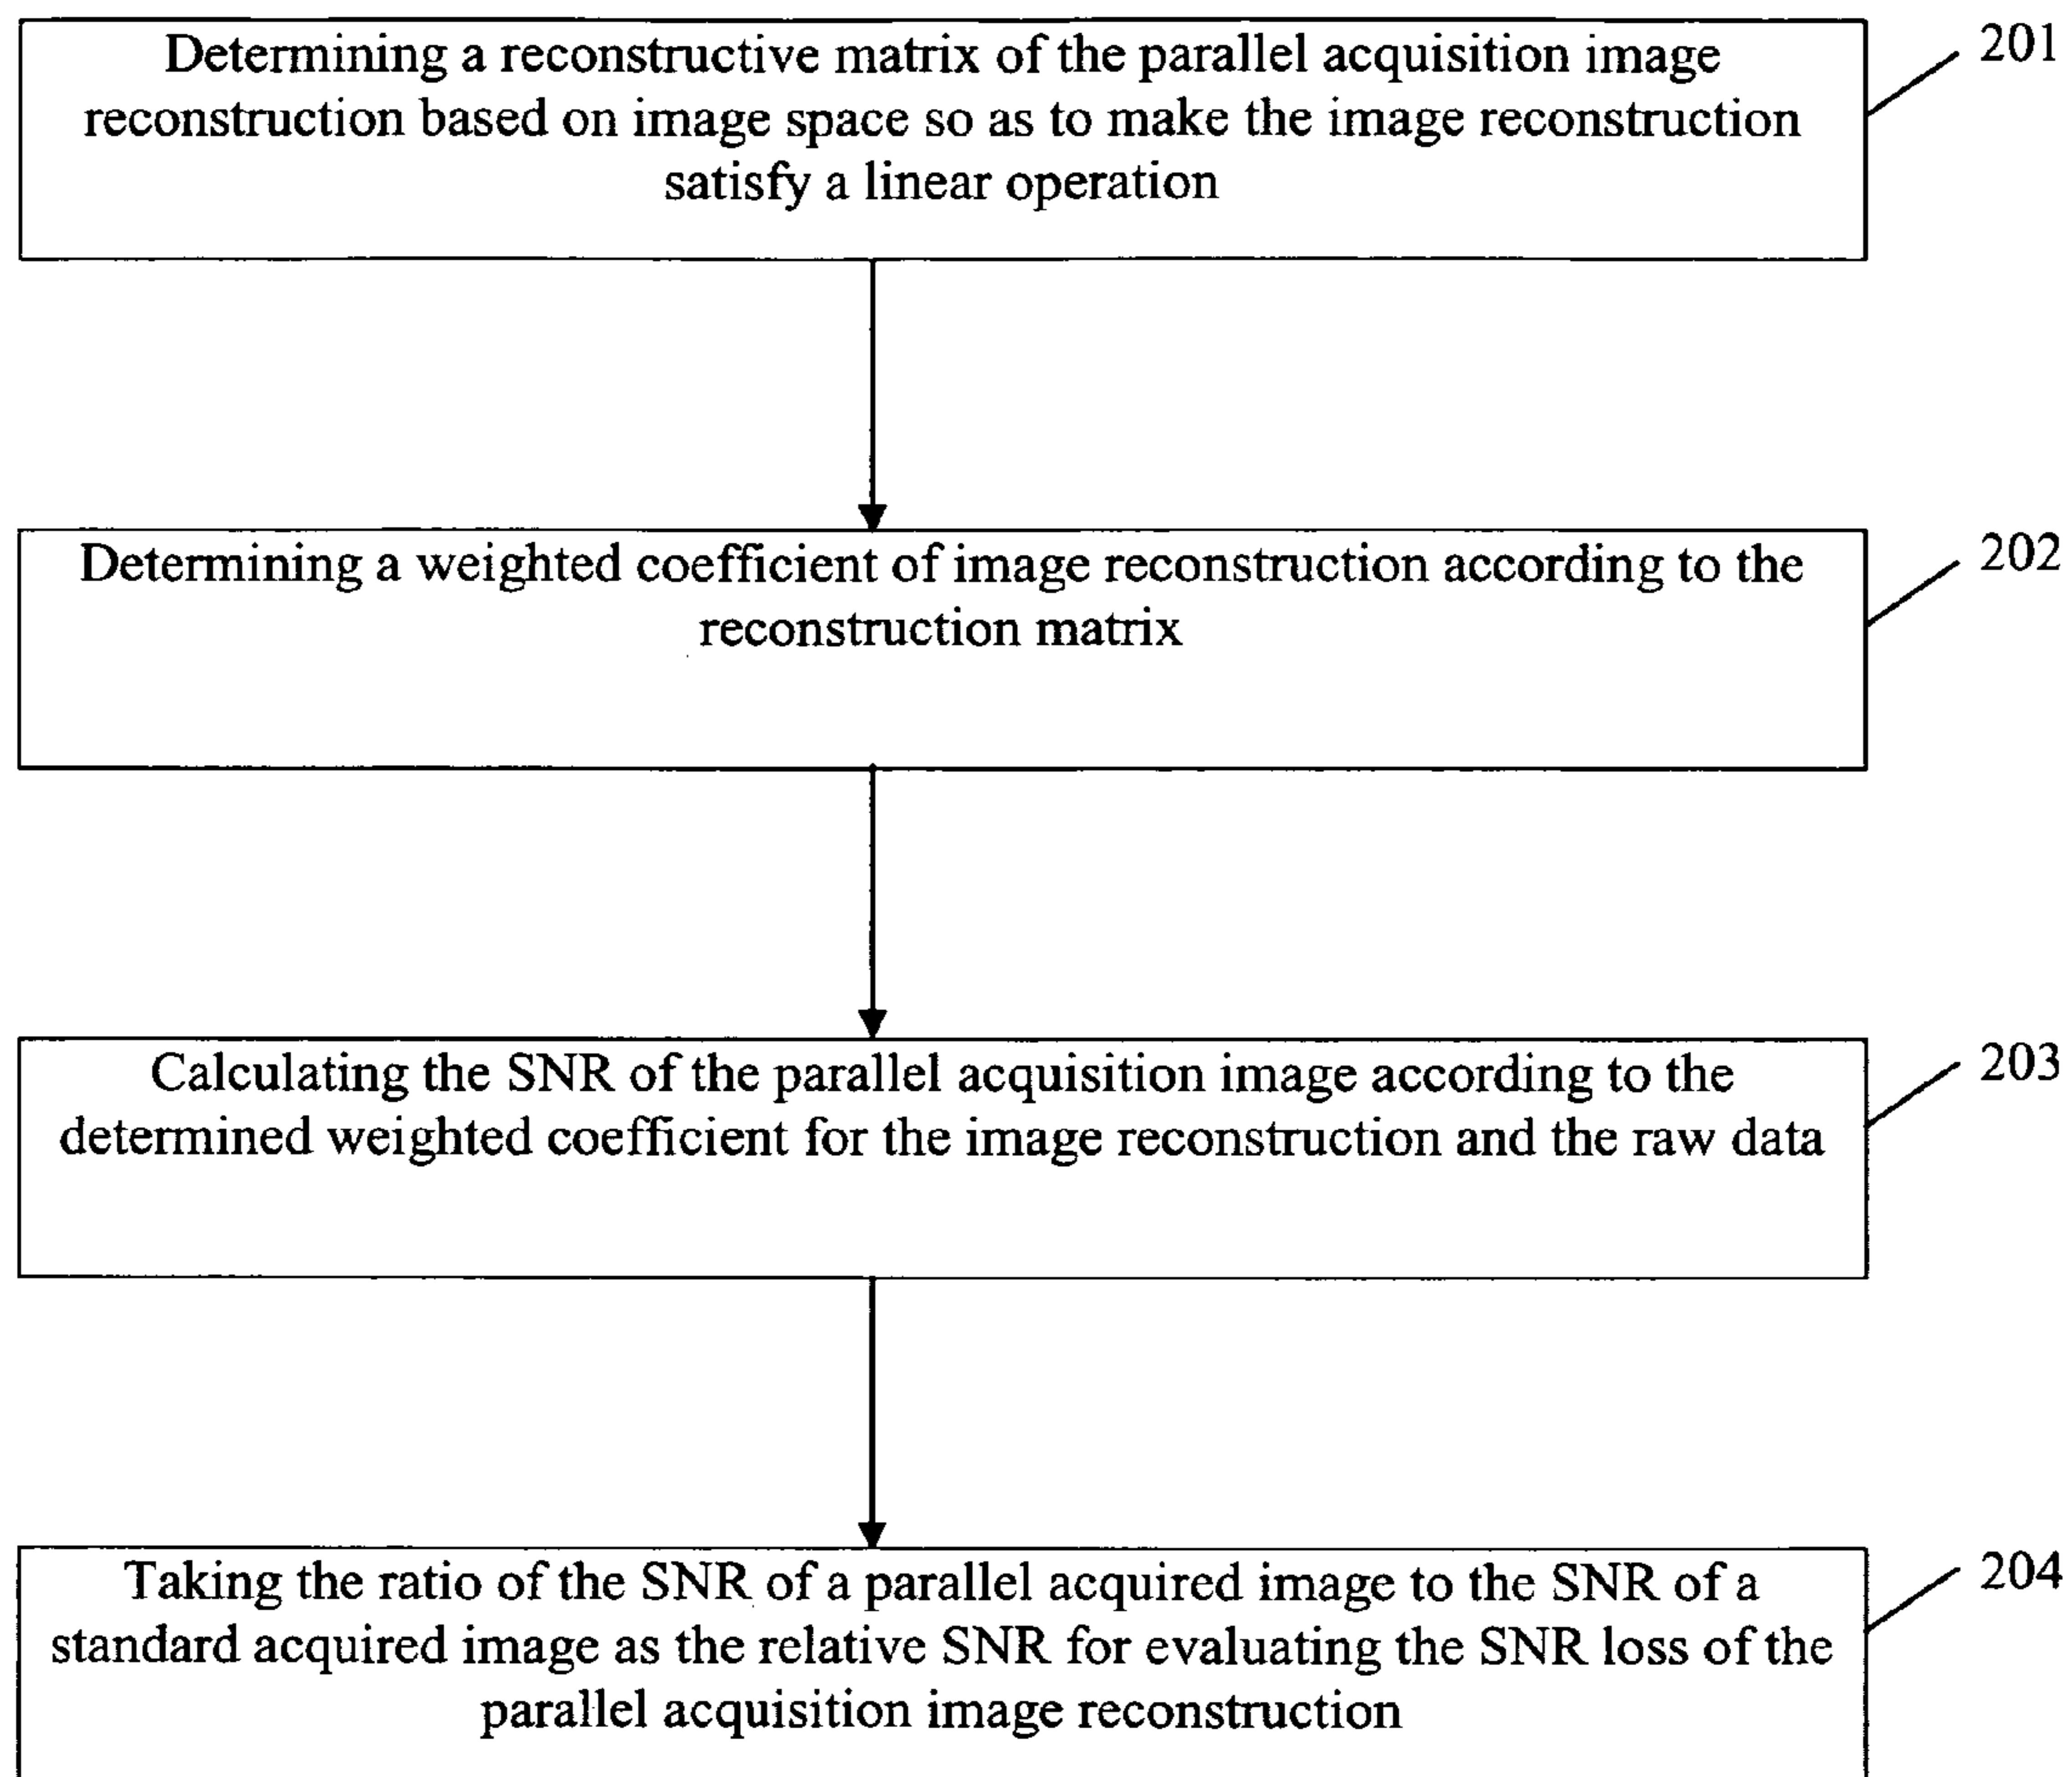 Determining a reconstructive matrix of the parallel acquisition image
reconstruction based on image space so as to make the image reconstruction
satisfy a linear operation
201
Determining a weighted coefficient of image reconstruction according to the
reconstruction matrix
202
Calculating the SNR of the parallel acquisition image according to the
determined weighted coefficient for the image reconstruction and the raw data
203
Taking the ratio of the SNR of a parallel acquired image to the SNR of a
standard acquired image as the relative SNR for evaluating the SNR loss of the
parallel acquisition image reconstruction
204